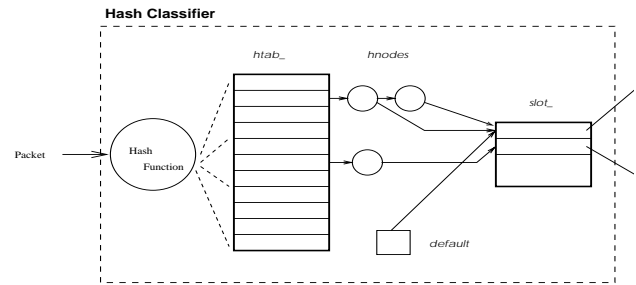 Hash Classifier
htab_
hnodes
slot_
Hash
Function
Packet
default